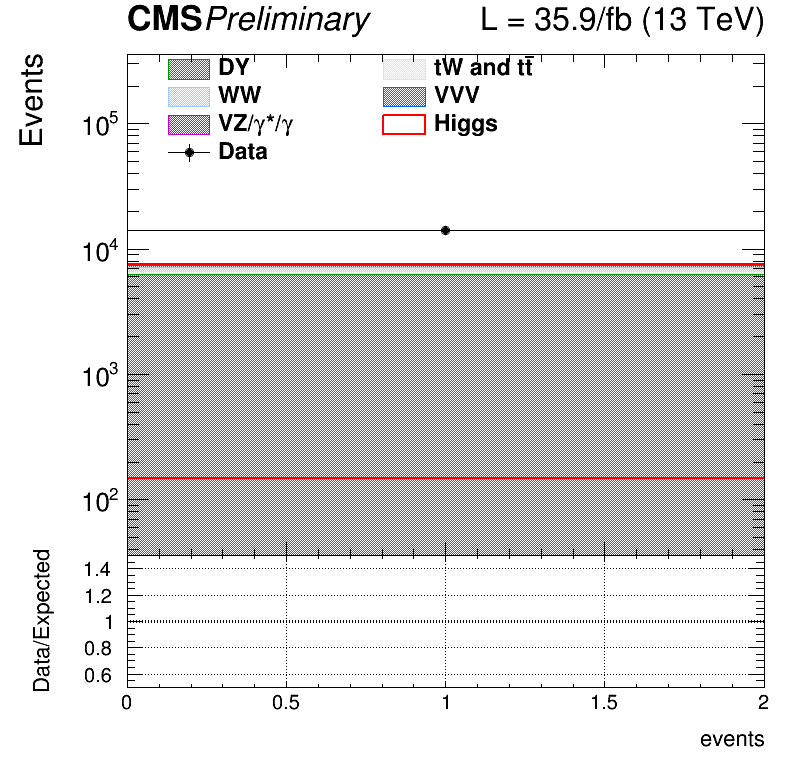 CMS Preliminary L = 35.9/fb (13 TeV)
Events
DY tW and tt̄
WW VVV
VZ/γ*/γ Higgs
Data
10⁵
10⁴
10³
10²
Data/Expected
1.4
1.2
1
0.8
0.6
0 0.5 1 1.5 2
events